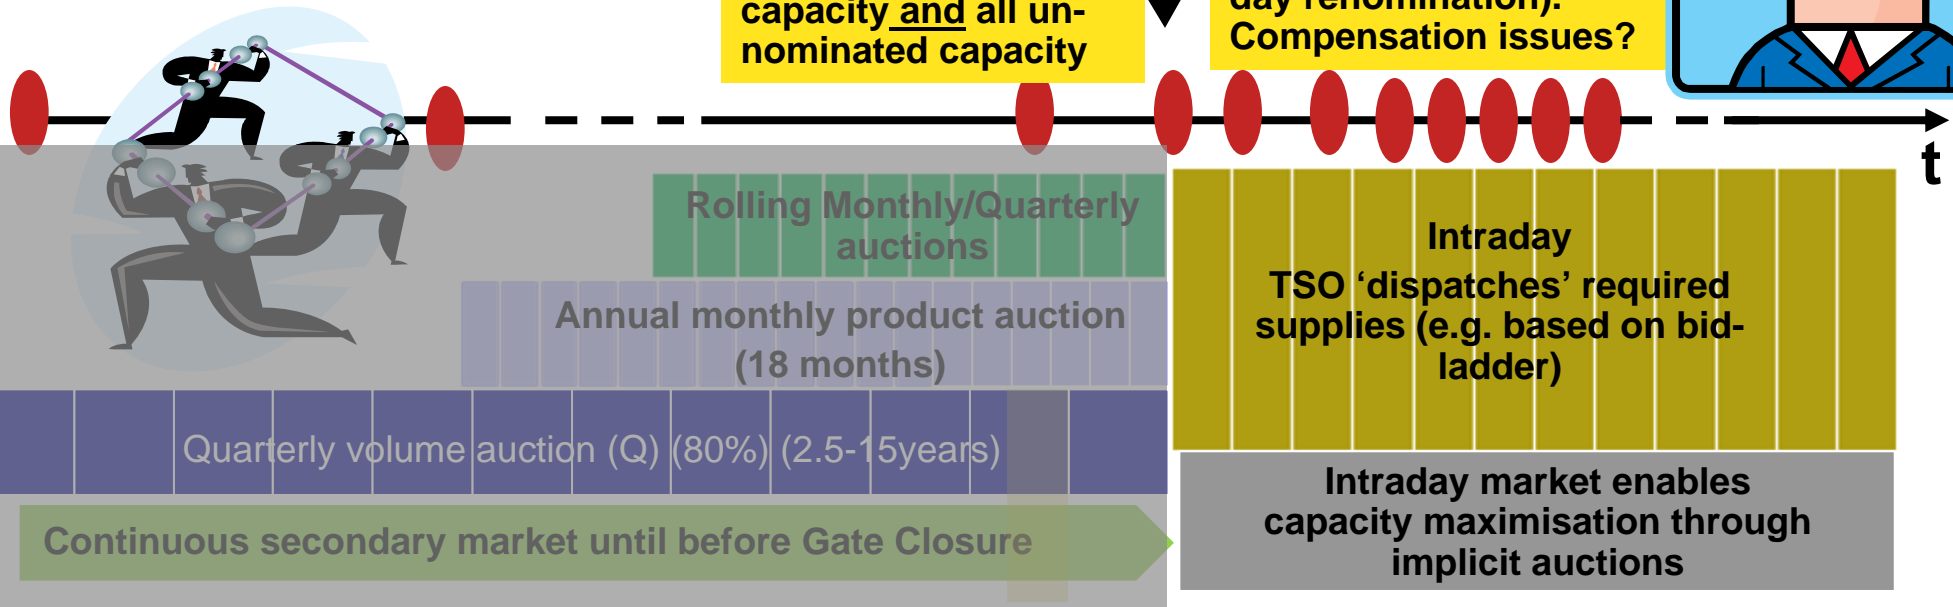 capacity and all un-
nominated capacity
day renomination).
Compensation issues?
t
Rolling Monthly/Quarterly
auctions
Annual monthly product auction
(18 months)
Quarterly volume auction (Q) (80%) (2.5-15years)
Continuous secondary market until before Gate Closure
Intraday
TSO ‘dispatches’ required
supplies (e.g. based on bid-
ladder)
Intraday market enables
capacity maximisation through
implicit auctions